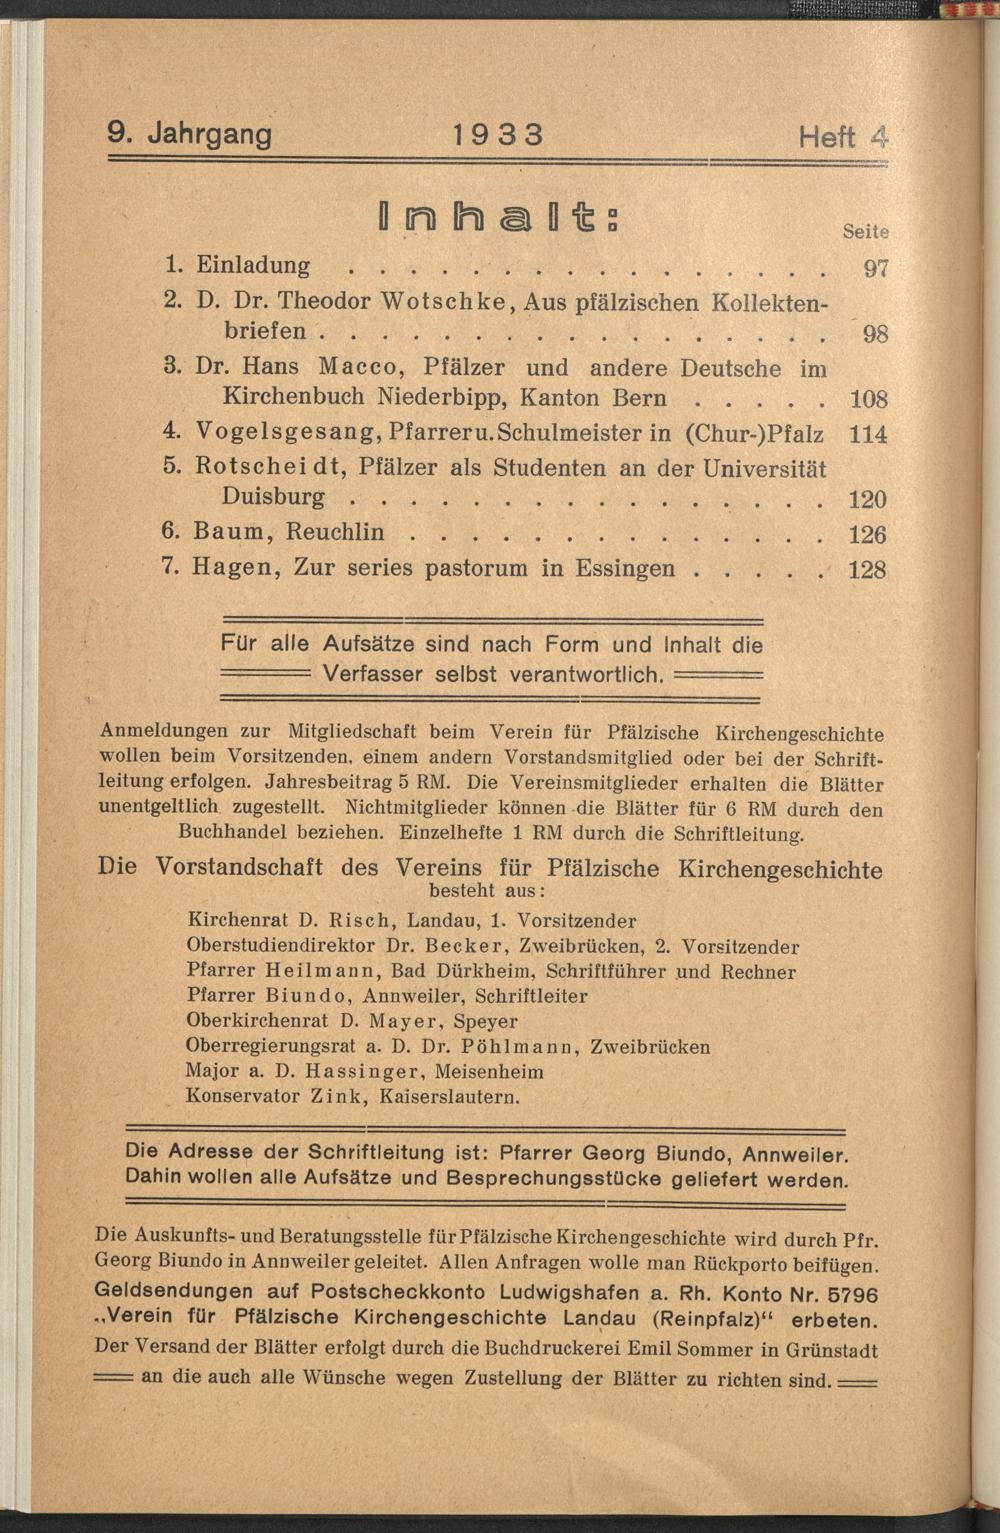 9. Jahrgang 1933 Heft 4
Inhalt:
Seite
1. Einladung . . . . . . . . . . . . . . . . 97
2. D. Dr. Theodor Wotschke, Aus pfälzischen Kollekten-
briefen . . . . . . . . . . . . . . . . . 98
3. Dr. Hans Macco, Pfälzer und andere Deutsche im
Kirchenbuch Niederbipp, Kanton Bern . . . . . 108
4. Vogelsgesang, Pfarrer u. Schulmeister in (Chur-)Pfalz 114
5. Rotscheidt, Pfälzer als Studenten an der Universität
Duisburg . . . . . . . . . . . . . . . . 120
6. Baum, Reuchlin . . . . . . . . . . . . . . 126
7. Hagen, Zur series pastorum in Essingen . . . . . 128
Für alle Aufsätze sind nach Form und Inhalt die
Verfasser selbst verantwortlich.
Anmeldungen zur Mitgliedschaft beim Verein für Pfälzische Kirchengeschichte
wollen beim Vorsitzenden, einem andern Vorstandsmitglied oder bei der Schrift-
leitung erfolgen. Jahresbeitrag 5 RM. Die Vereinsmitglieder erhalten die Blätter
unentgeltlich zugestellt. Nichtmitglieder können die Blätter für 6 RM durch den
Buchhandel beziehen. Einzelhefte 1 RM durch die Schriftleitung.
Die Vorstandschaft des Vereins für Pfälzische Kirchengeschichte
besteht aus:
Kirchenrat D. Risch, Landau, 1. Vorsitzender
Oberstudiendirektor Dr. Becker, Zweibrücken, 2. Vorsitzender
Pfarrer Heilmann, Bad Dürkheim, Schriftführer und Rechner
Pfarrer Biundo, Annweiler, Schriftleiter
Oberkirchenrat D. Mayer, Speyer
Oberregierungsrat a. D. Dr. Pöhlmann, Zweibrücken
Major a. D. Hassinger, Meisenheim
Konservator Zink, Kaiserslautern.
Die Adresse der Schriftleitung ist: Pfarrer Georg Biundo, Annweiler.
Dahin wollen alle Aufsätze und Besprechungsstücke geliefert werden.
Die Auskunfts- und Beratungsstelle für Pfälzische Kirchengeschichte wird durch Pfr.
Georg Biundo in Annweiler geleitet. Allen Anfragen wolle man Rückporto beifügen.
Geldsendungen auf Postscheckkonto Ludwigshafen a. Rh. Konto Nr. 5796
„Verein für Pfälzische Kirchengeschichte Landau (Reinpfalz)“ erbeten.
Der Versand der Blätter erfolgt durch die Buchdruckerei Emil Sommer in Grünstadt
an die auch alle Wünsche wegen Zustellung der Blätter zu richten sind.